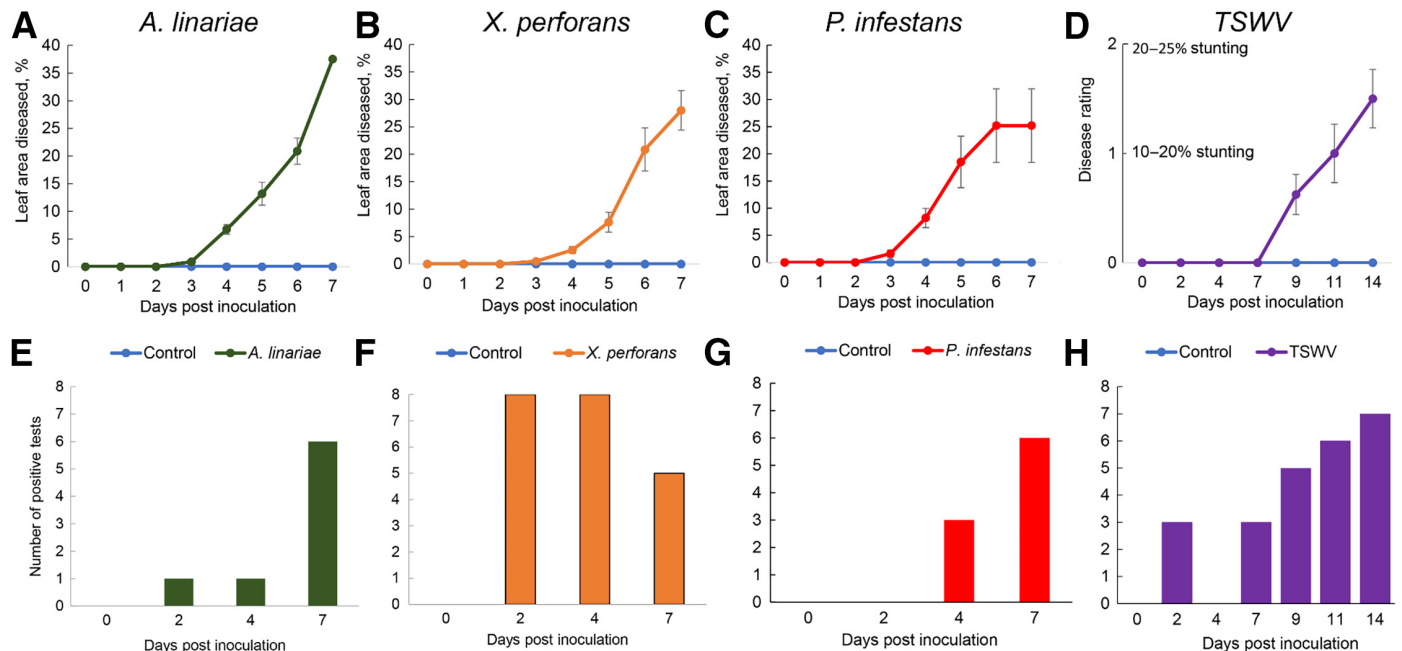 A A. linariae
40
35
30
25
20
15
10
5
0
Leaf area diseased, %
0 1 2 3 4 5 6 7
Days post inoculation
B X. perforans
40
35
30
25
20
15
10
5
0
Leaf area diseased, %
0 1 2 3 4 5 6 7
Days post inoculation
C P. infestans
40
35
30
25
20
15
10
5
0
Leaf area diseased, %
0 1 2 3 4 5 6 7
Days post inoculation
D TSWV
2
1
0
Disease rating
20–25% stunting
10–20% stunting
0 2 4 7 9 11 14
Days post inoculation
E Control A. linariae
8
7
6
5
4
3
2
1
0
Number of positive tests
0 2 4 7
Days post inoculation
F Control X. perforans
8
7
6
5
4
3
2
1
0
0 2 4 7
Days post inoculation
G Control P. infestans
8
7
6
5
4
3
2
1
0
0 2 4 7
Days post inoculation
H Control TSWV
8
7
6
5
4
3
2
1
0
0 2 4 7 9 11 14
Days post inoculation